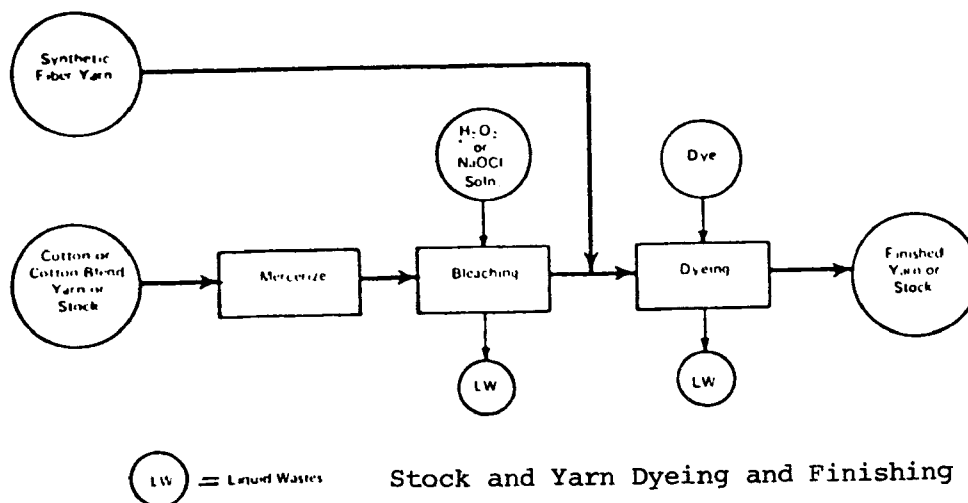 Synthetic
Fiber Yarn
H₂O₂
or
NaOCl
Soln.
Dye
Cotton or
Cotton Blend
Yarn or
Stock
Mercerize
Bleaching
Dyeing
Finished
Yarn or
Stock
LW
LW
LW = Liquid Wastes
Stock and Yarn Dyeing and Finishing